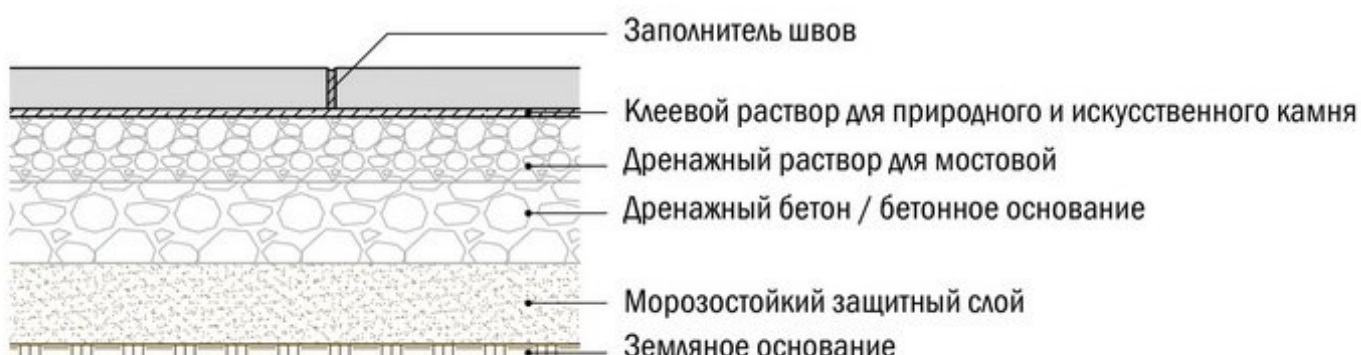 Заполнитель швов
Клеевой раствор для природного и искусственного камня
Дренажный раствор для мостовой
Дренажный бетон / бетонное основание
Морозостойкий защитный слой
Земляное основание